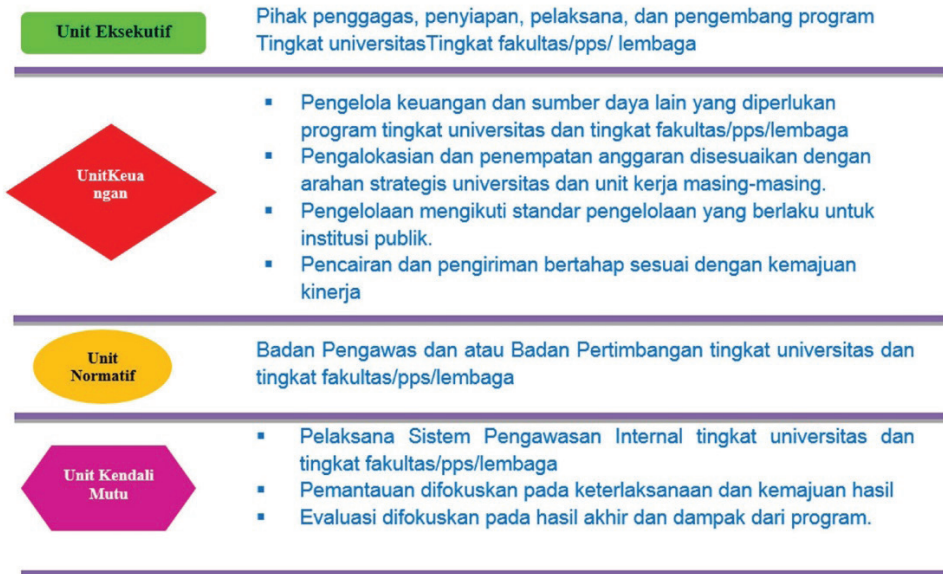 Unit Eksekutif
Pihak penggagas, penyiapan, pelaksana, dan pengembang program
Tingkat universitasTingkat fakultas/pps/ lembaga
UnitKeua
ngan
▪ Pengelola keuangan dan sumber daya lain yang diperlukan
program tingkat universitas dan tingkat fakultas/pps/lembaga
▪ Pengalokasian dan penempatan anggaran disesuaikan dengan
arahan strategis universitas dan unit kerja masing-masing.
▪ Pengelolaan mengikuti standar pengelolaan yang berlaku untuk
institusi publik.
▪ Pencairan dan pengiriman bertahap sesuai dengan kemajuan
kinerja
Unit
Normatif
Badan Pengawas dan atau Badan Pertimbangan tingkat universitas dan
tingkat fakultas/pps/lembaga
Unit Kendali
Mutu
▪ Pelaksana Sistem Pengawasan Internal tingkat universitas dan
tingkat fakultas/pps/lembaga
▪ Pemantauan difokuskan pada keterlaksanaan dan kemajuan hasil
▪ Evaluasi difokuskan pada hasil akhir dan dampak dari program.